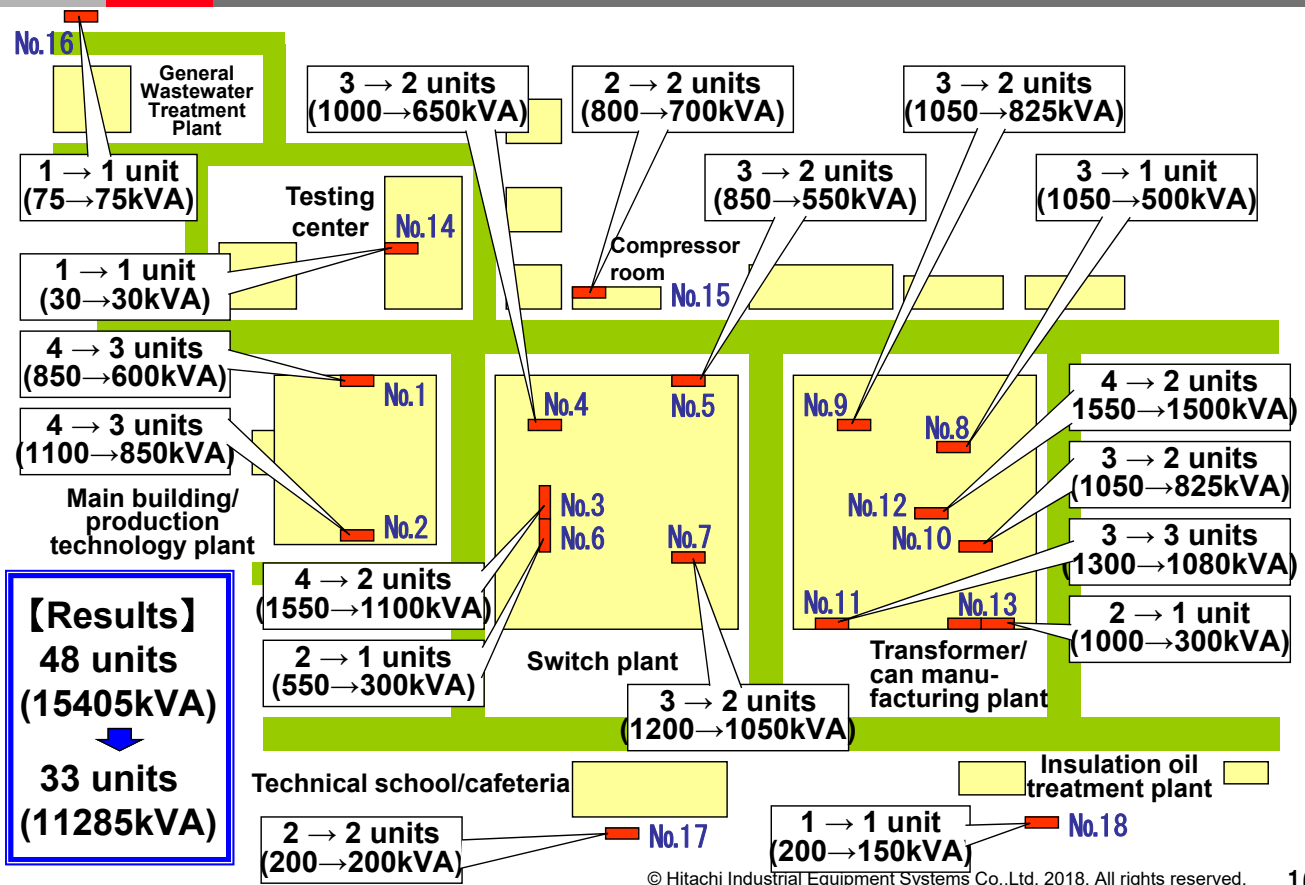 No.16
General
Wastewater
Treatment
Plant
3 → 2 units
(1000→650kVA)
2 → 2 units
(800→700kVA)
3 → 2 units
(1050→825kVA)
1 → 1 unit
(75→75kVA)
Testing
center
No.14
3 → 2 units
(850→550kVA)
3 → 1 unit
(1050→500kVA)
1 → 1 unit
(30→30kVA)
Compressor
room
No.15
4 → 3 units
(850→600kVA)
No.1
No.4
No.5
No.9
No.8
4 → 2 units
1550→1500kVA)
4 → 3 units
(1100→850kVA)
3 → 2 units
(1050→825kVA)
Main building/
production
technology plant
No.2
No.3
No.6
No.7
No.12
No.10
3 → 3 units
(1300→1080kVA)
4 → 2 units
(1550→1100kVA)
No.11
No.13
2 → 1 unit
(1000→300kVA)
2 → 1 units
(550→300kVA)
Switch plant
Transformer/
can manu-
facturing plant
3 → 2 units
(1200→1050kVA)
【Results】
48 units
(15405kVA)
33 units
(11285kVA)
Technical school/cafeteria
Insulation oil
treatment plant
2 → 2 units
(200→200kVA)
No.17
1 → 1 unit
(200→150kVA)
No.18
© Hitachi Industrial Equipment Systems Co.,Ltd. 2018. All rights reserved.